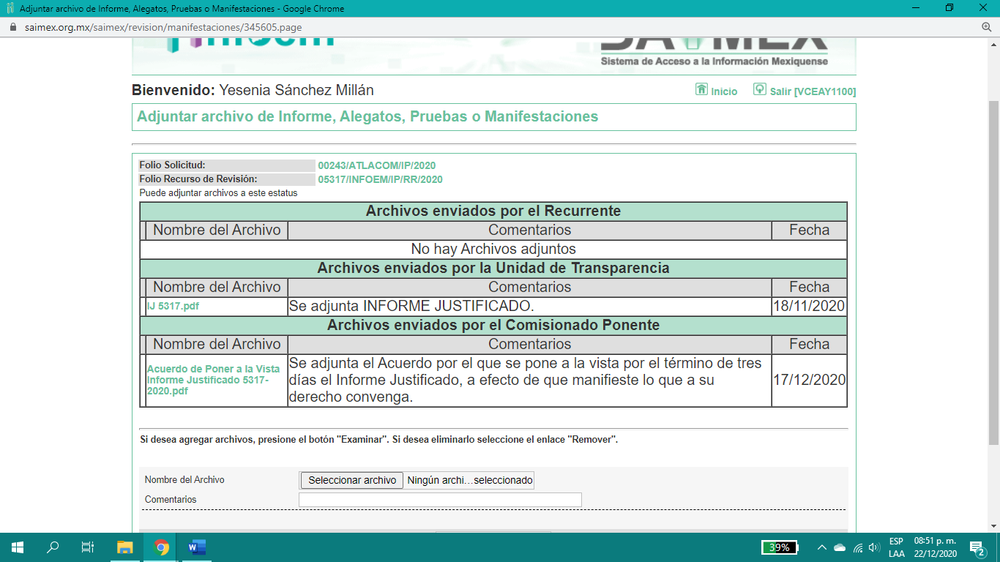 Adjuntar archivo de Informe, Alegatos, Pruebas o Manifestaciones - Google Chrome
saimex.org.mx/saimex/revision/manifestaciones/345605.page
Sistema de Acceso a la Información Mexiquense
Bienvenido: Yesenia Sánchez Millán
Inicio
Salir [VCEAY1100]
Adjuntar archivo de Informe, Alegatos, Pruebas o Manifestaciones
Folio Solicitud: 00243/ATLACOM/IP/2020
Folio Recurso de Revisión: 05317/INFOEM/IP/RR/2020
Puede adjuntar archivos a este estatus
Archivos enviados por el Recurrente
Nombre del Archivo Comentarios Fecha
No hay Archivos adjuntos
Archivos enviados por la Unidad de Transparencia
Nombre del Archivo Comentarios Fecha
IJ 5317.pdf Se adjunta INFORME JUSTIFICADO. 18/11/2020
Archivos enviados por el Comisionado Ponente
Nombre del Archivo Comentarios Fecha
Acuerdo de Poner a la Vista
Informe Justificado 5317-
2020.pdf
Se adjunta el Acuerdo por el que se pone a la vista por el término de tres
días el Informe Justificado, a efecto de que manifieste lo que a su
derecho convenga.
17/12/2020
Si desea agregar archivos, presione el botón "Examinar". Si desea eliminarlo seleccione el enlace "Remover".
Nombre del Archivo Seleccionar archivo Ningún archi…seleccionado
Comentarios
39%
ESP
LAA
08:51 p. m.
22/12/2020
2